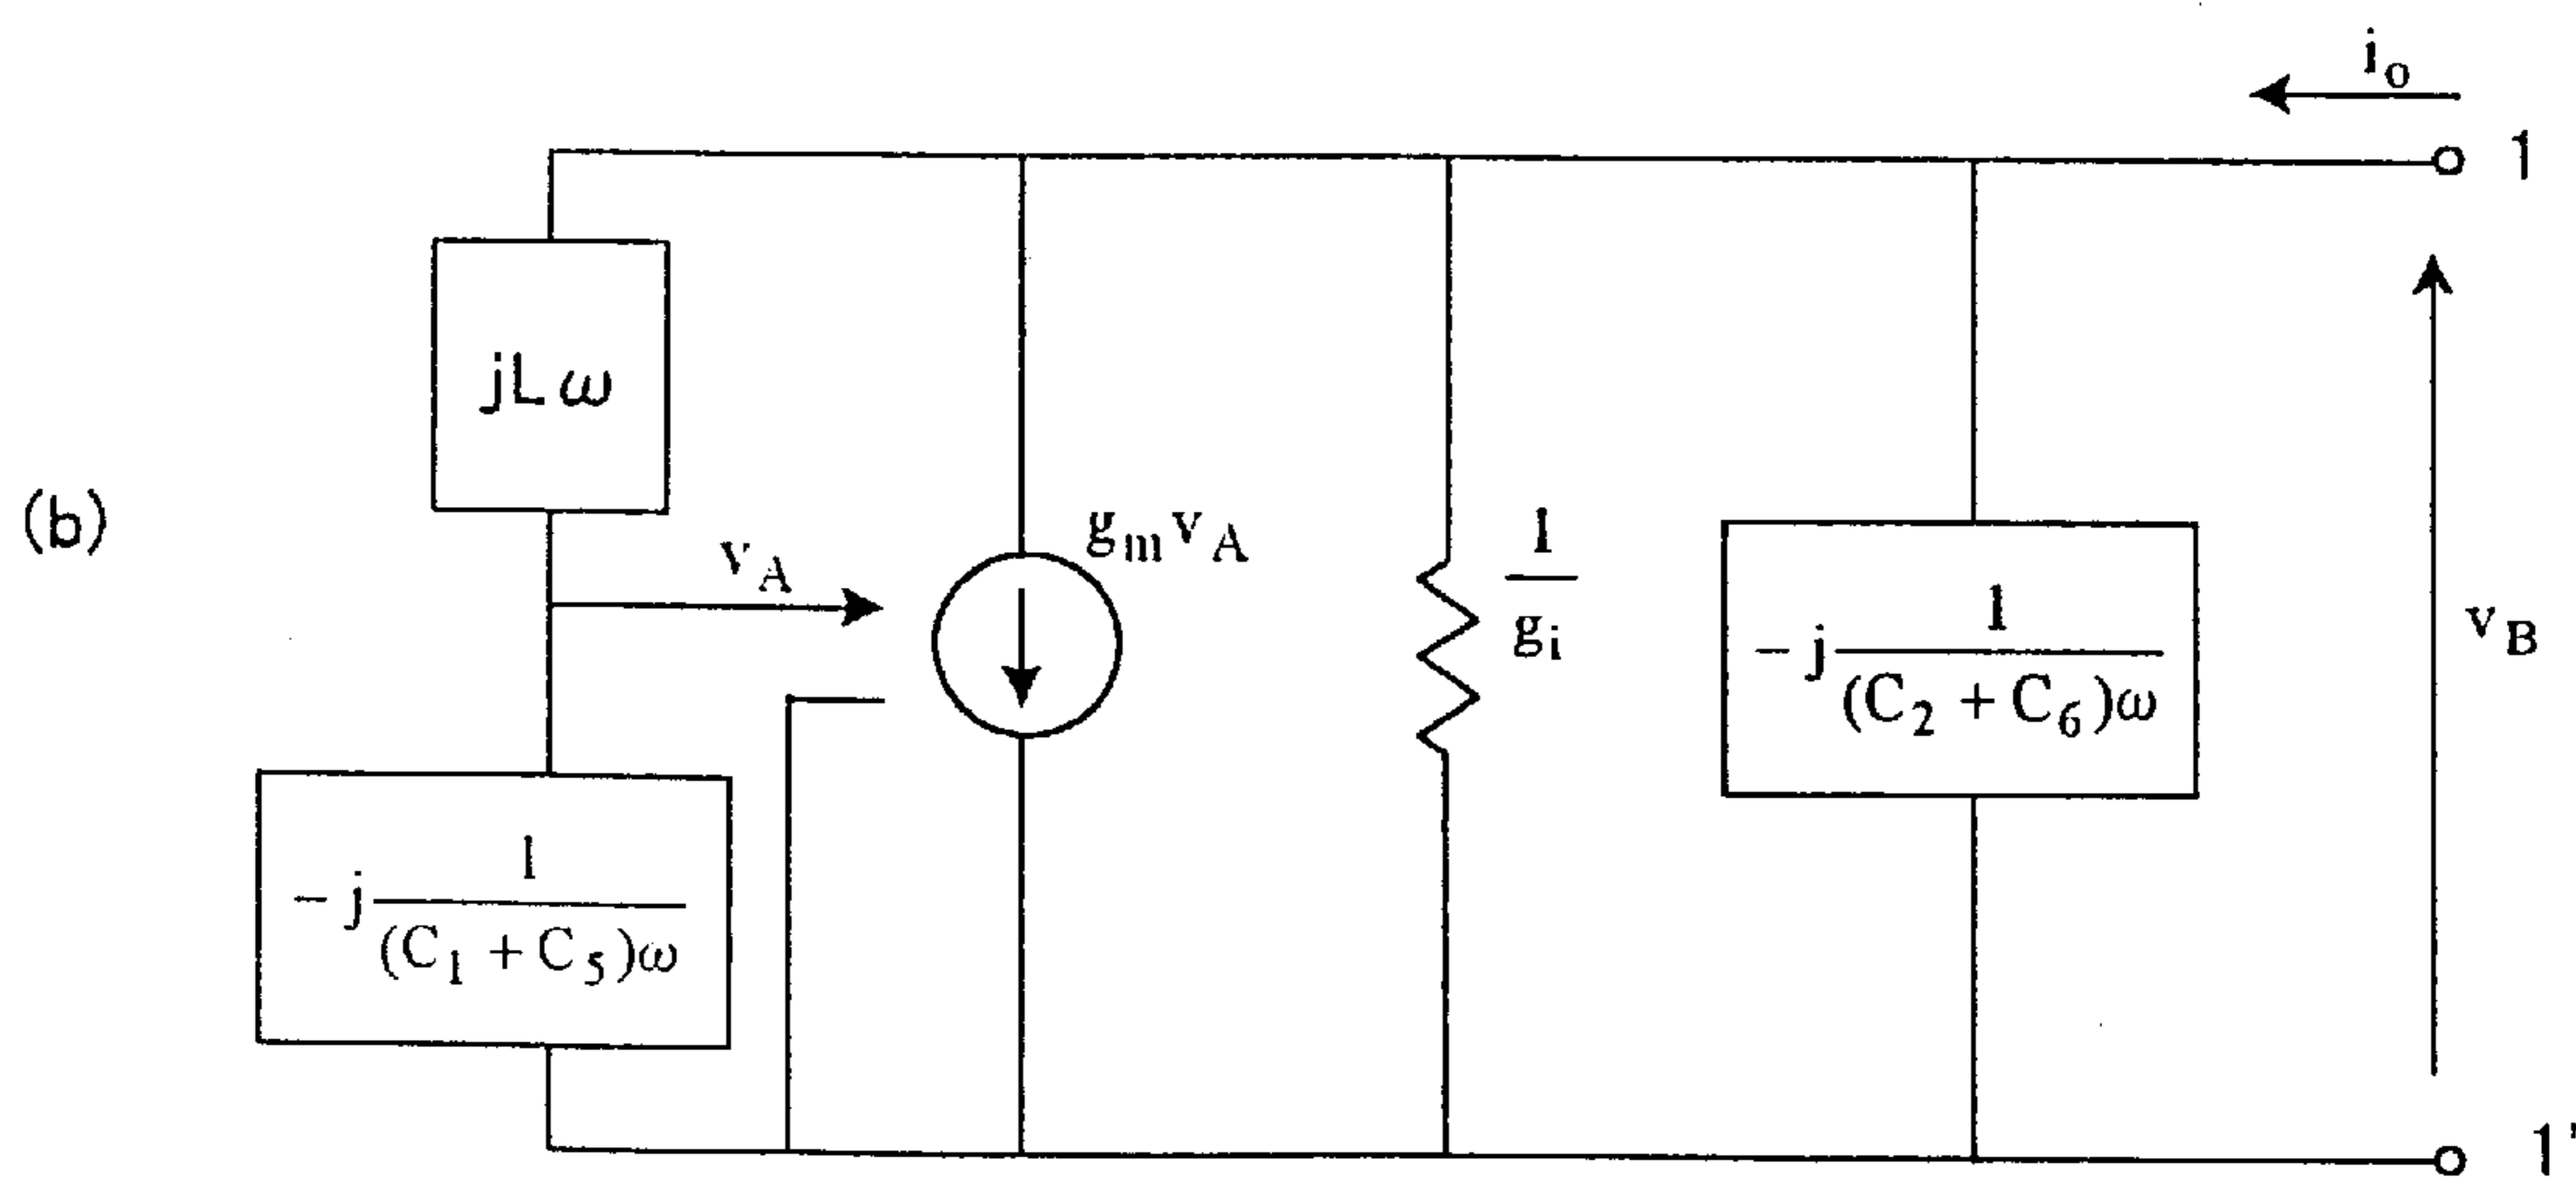 i_o
1
jLω
(b)
v_A
g_m v_A
1/g_i
-j 1/((C_2 + C_6)ω)
v_B
-j 1/((C_1 + C_5)ω)
1'